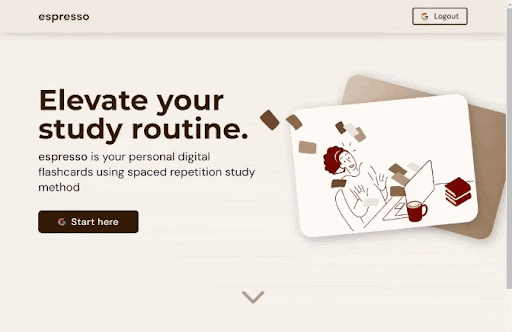 espresso
Logout
Elevate your
study routine.
espresso is your personal digital
flashcards using spaced repetition study
method
Start here